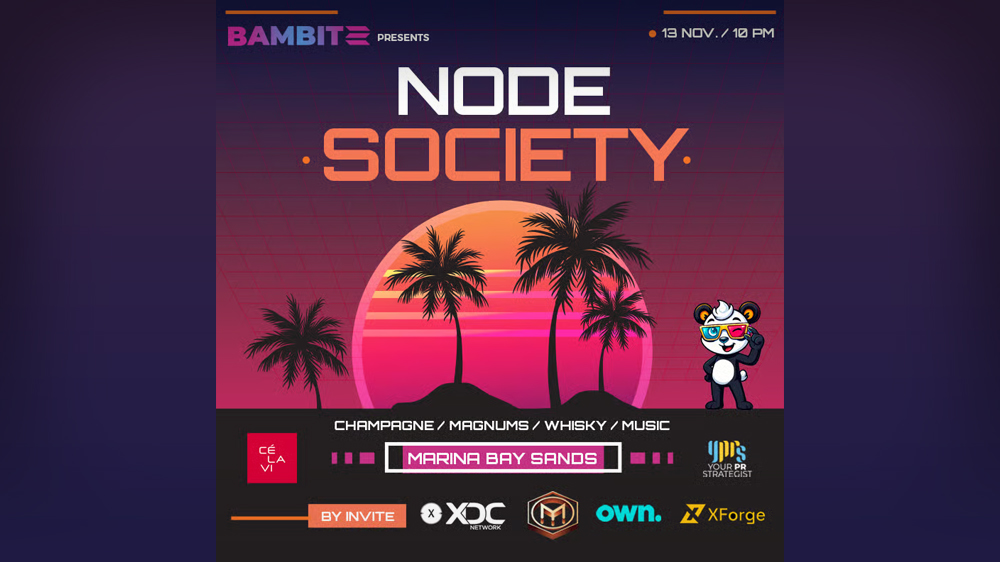 BAMBITE PRESENTS
13 NOV. / 10 PM
NODE
SOCIETY
CHAMPAGNE / MAGNUMS / WHISKY / MUSIC
CÉ
LA
VI
MARINA BAY SANDS
yprs
YOUR PR
STRATEGIST
BY INVITE
X XDC
NETWORK
M
own.
XForge